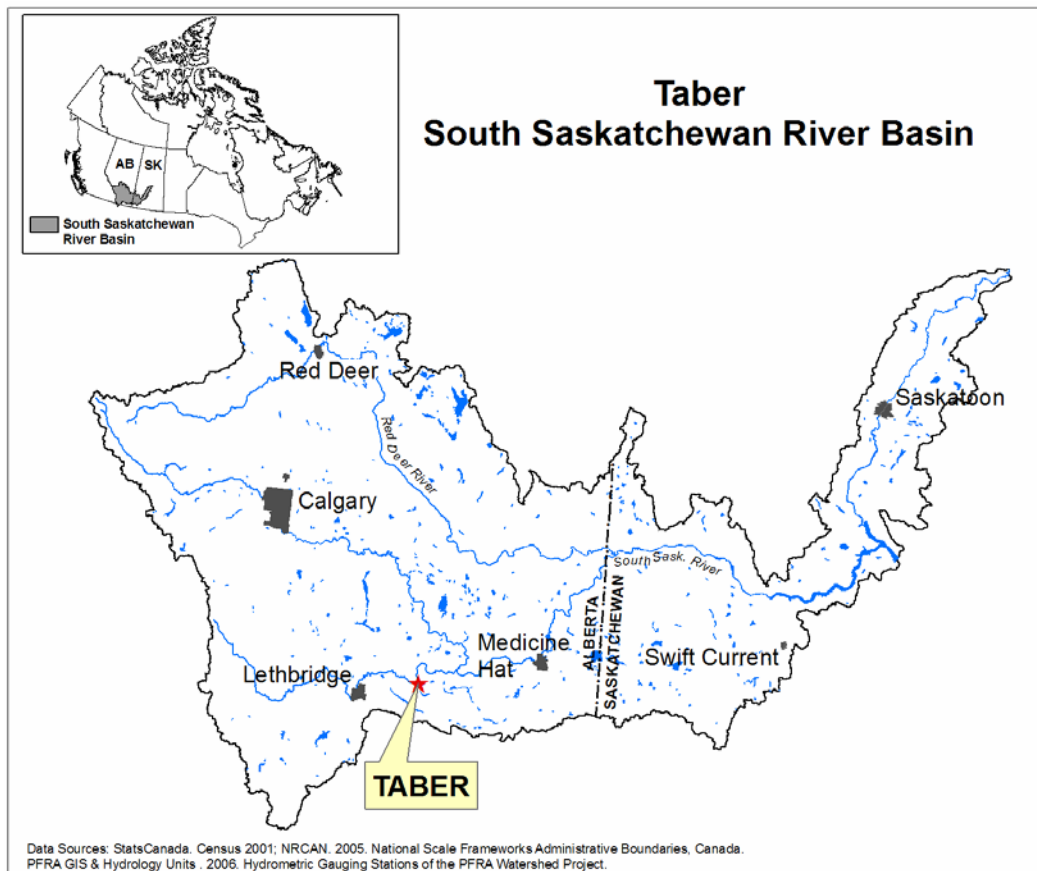 Taber
South Saskatchewan River Basin
AB
SK
South Saskatchewan
River Basin
Red Deer
Red Deer River
Saskatoon
Calgary
South Sask. River
ALBERTA
SASKATCHEWAN
Medicine
Hat
Swift Current
Lethbridge
TABER
Data Sources: StatsCanada. Census 2001; NRCAN. 2005. National Scale Frameworks Administrative Boundaries, Canada.
PFRA GIS & Hydrology Units . 2006. Hydrometric Gauging Stations of the PFRA Watershed Project.